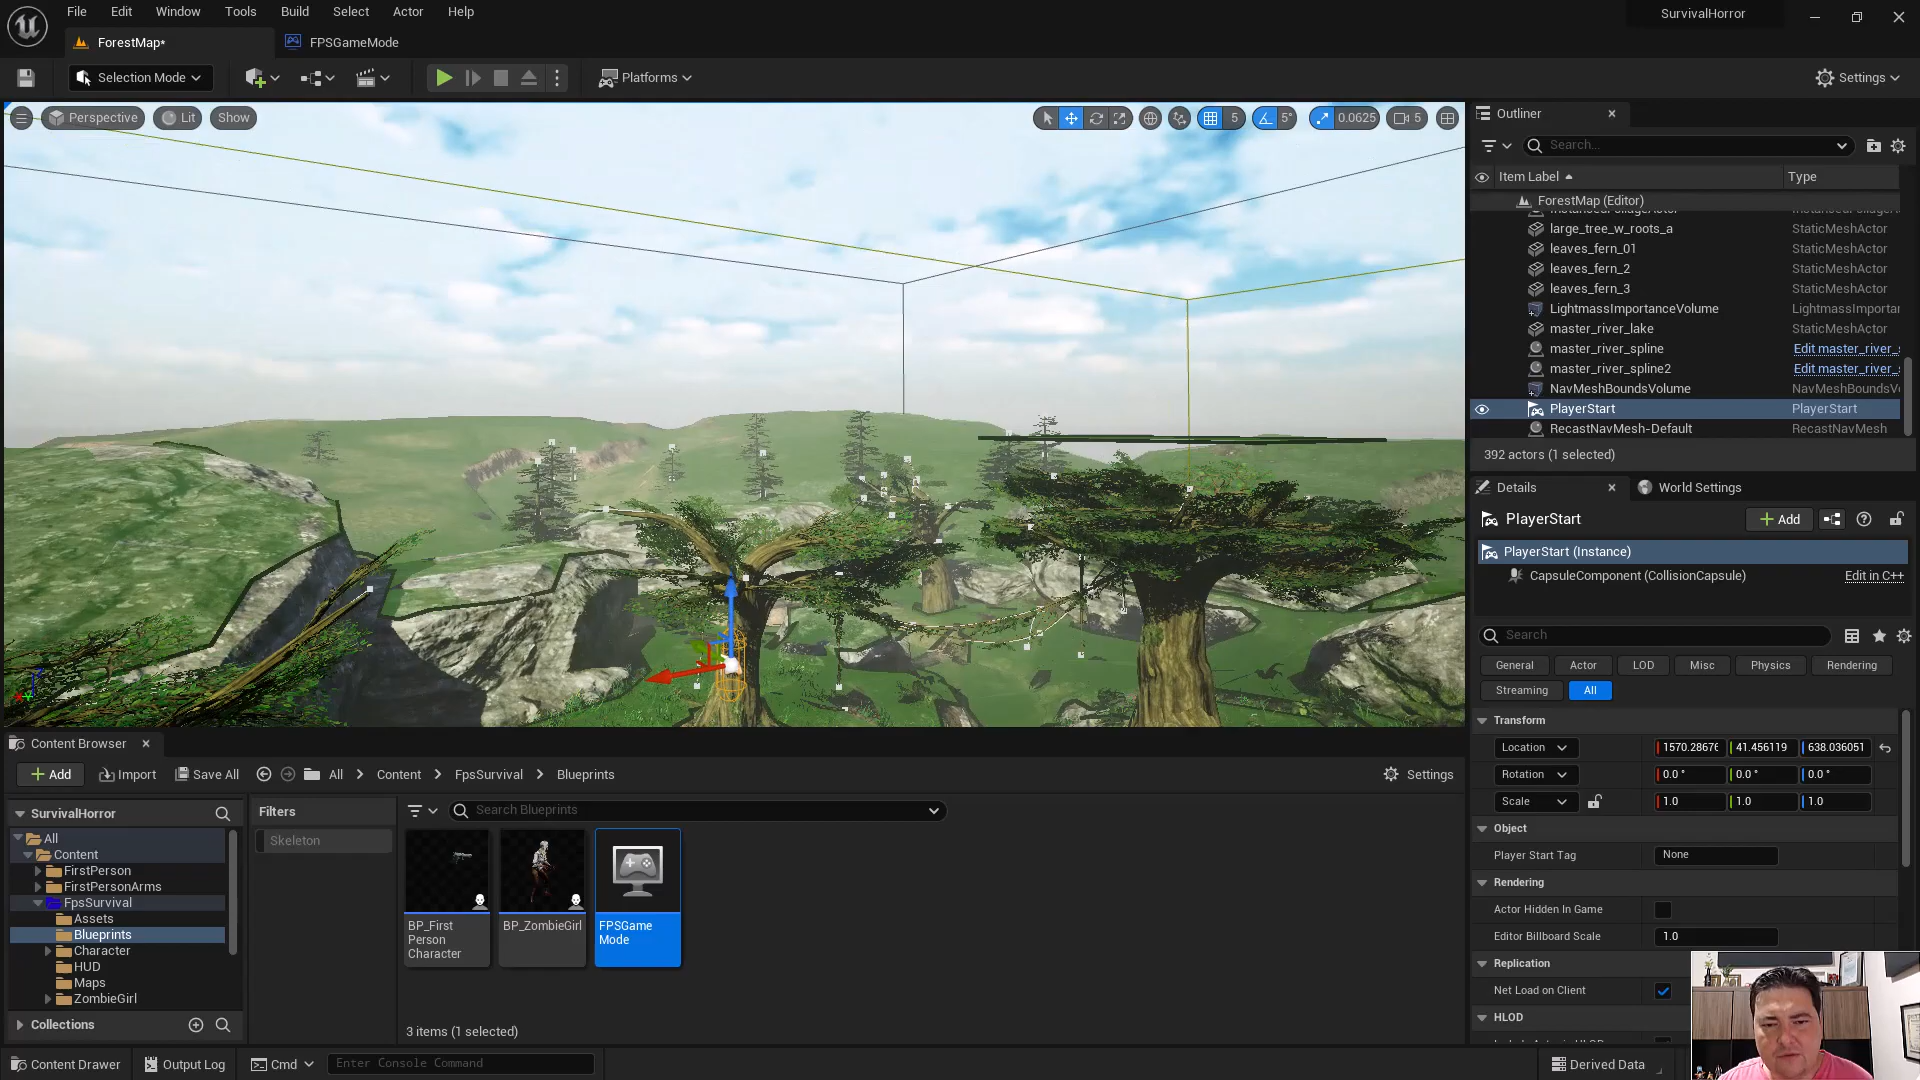 File Edit Window Tools Build Select Actor Help
SurvivalHorror
ForestMap*
FPSGameMode
Selection Mode
Platforms
Settings
Perspective
Lit
Show
5
5°
0.0625
5
Outliner
Search...
Item Label
Type
ForestMap (Editor)
large_tree_w_roots_a StaticMeshActor
leaves_fern_01 StaticMeshActor
leaves_fern_2 StaticMeshActor
leaves_fern_3 StaticMeshActor
LightmassImportanceVolume LightmassImportar
master_river_lake StaticMeshActor
master_river_spline Edit master_river_s
master_river_spline2 Edit master_river_s
NavMeshBoundsVolume NavMeshBoundsVo
PlayerStart PlayerStart
RecastNavMesh-Default RecastNavMesh
392 actors (1 selected)
Details
World Settings
PlayerStart
Add
PlayerStart (Instance)
CapsuleComponent (CollisionCapsule) Edit in C++
Search
General Actor LOD Misc Physics Rendering
Streaming All
Transform
Location 1570.28676 41.456119 638.036051
Rotation 0.0 ° 0.0 ° 0.0 °
Scale 1.0 1.0 1.0
Object
Player Start Tag None
Rendering
Actor Hidden In Game
Editor Billboard Scale 1.0
Replication
Net Load on Client
HLOD
Content Browser
Add
Import
Save All
All Content FpsSurvival Blueprints
Settings
SurvivalHorror
All
Content
FirstPerson
FirstPersonArms
FpsSurvival
Assets
Blueprints
Character
HUD
Maps
ZombieGirl
Collections
Filters
Skeleton
Search Blueprints
BP_First
Person
Character
BP_ZombieGirl
FPSGame
Mode
3 items (1 selected)
Content Drawer
Output Log
Cmd
Enter Console Command
Derived Data